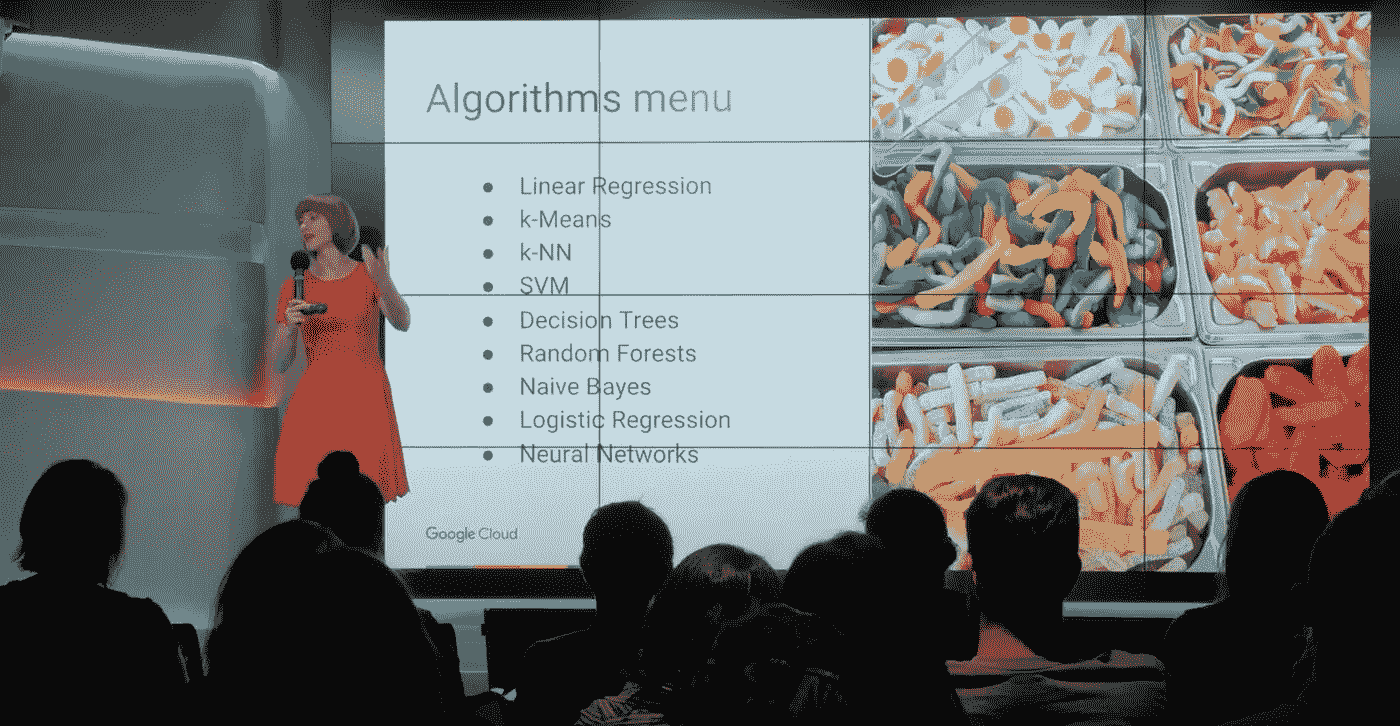 Algorithms menu
● Linear Regression
● k-Means
● k-NN
● SVM
● Decision Trees
● Random Forests
● Naive Bayes
● Logistic Regression
● Neural Networks
Google Cloud